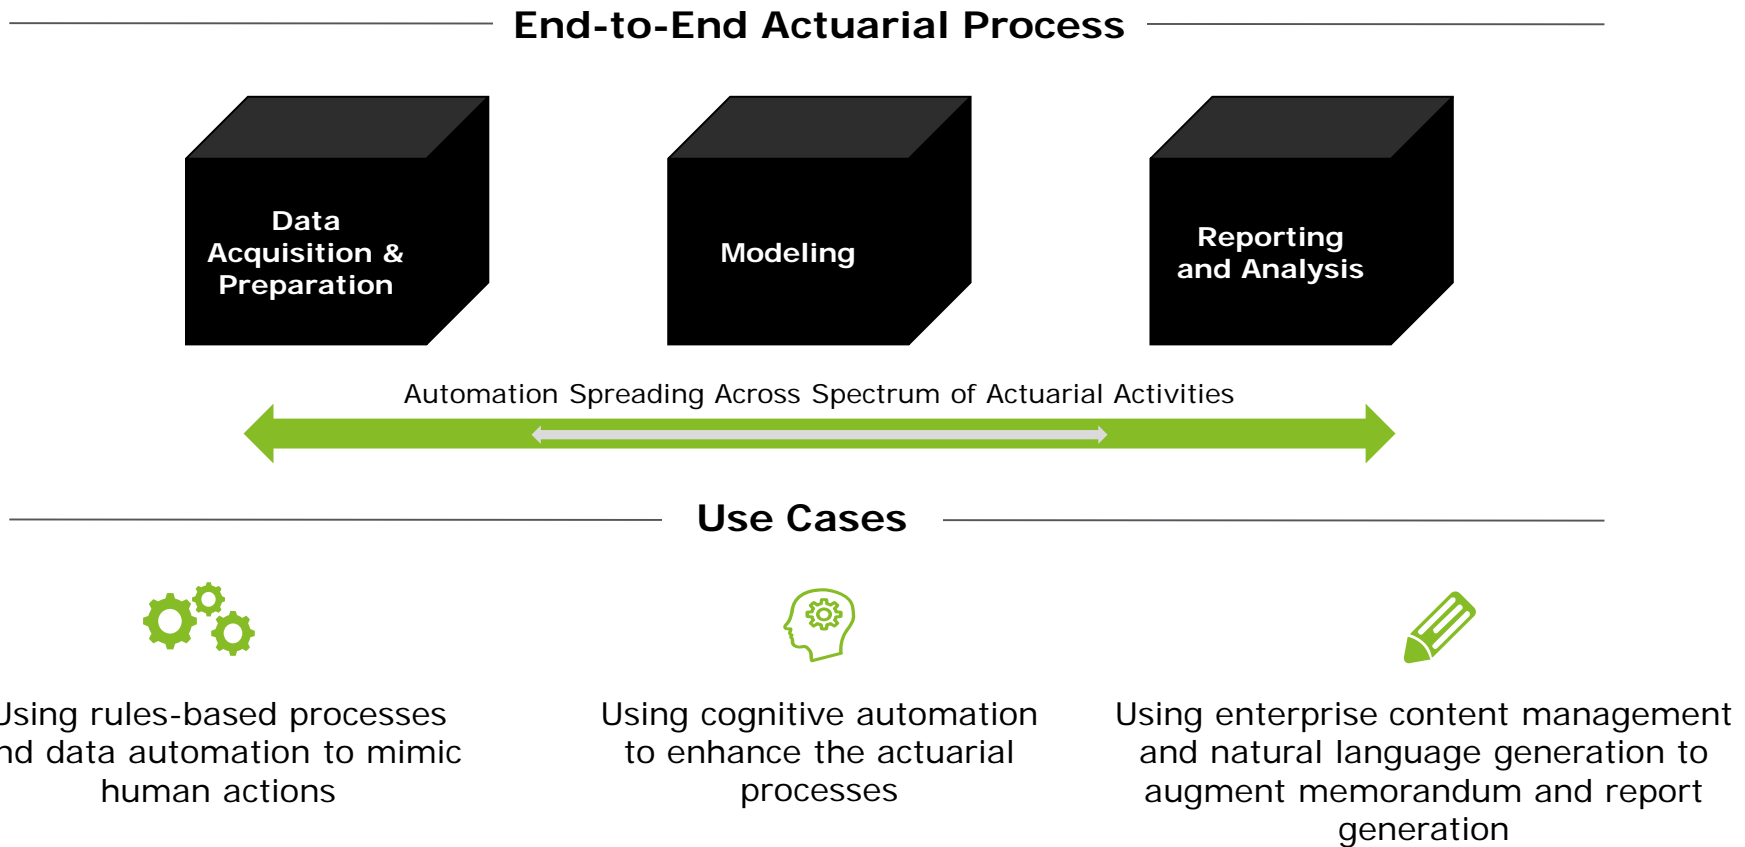 End-to-End Actuarial Process
Data
Acquisition &
Preparation
Modeling
Reporting
and Analysis
Automation Spreading Across Spectrum of Actuarial Activities
Use Cases
Using rules-based processes
nd data automation to mimic
human actions
Using cognitive automation
to enhance the actuarial
processes
Using enterprise content management
and natural language generation to
augment memorandum and report
generation